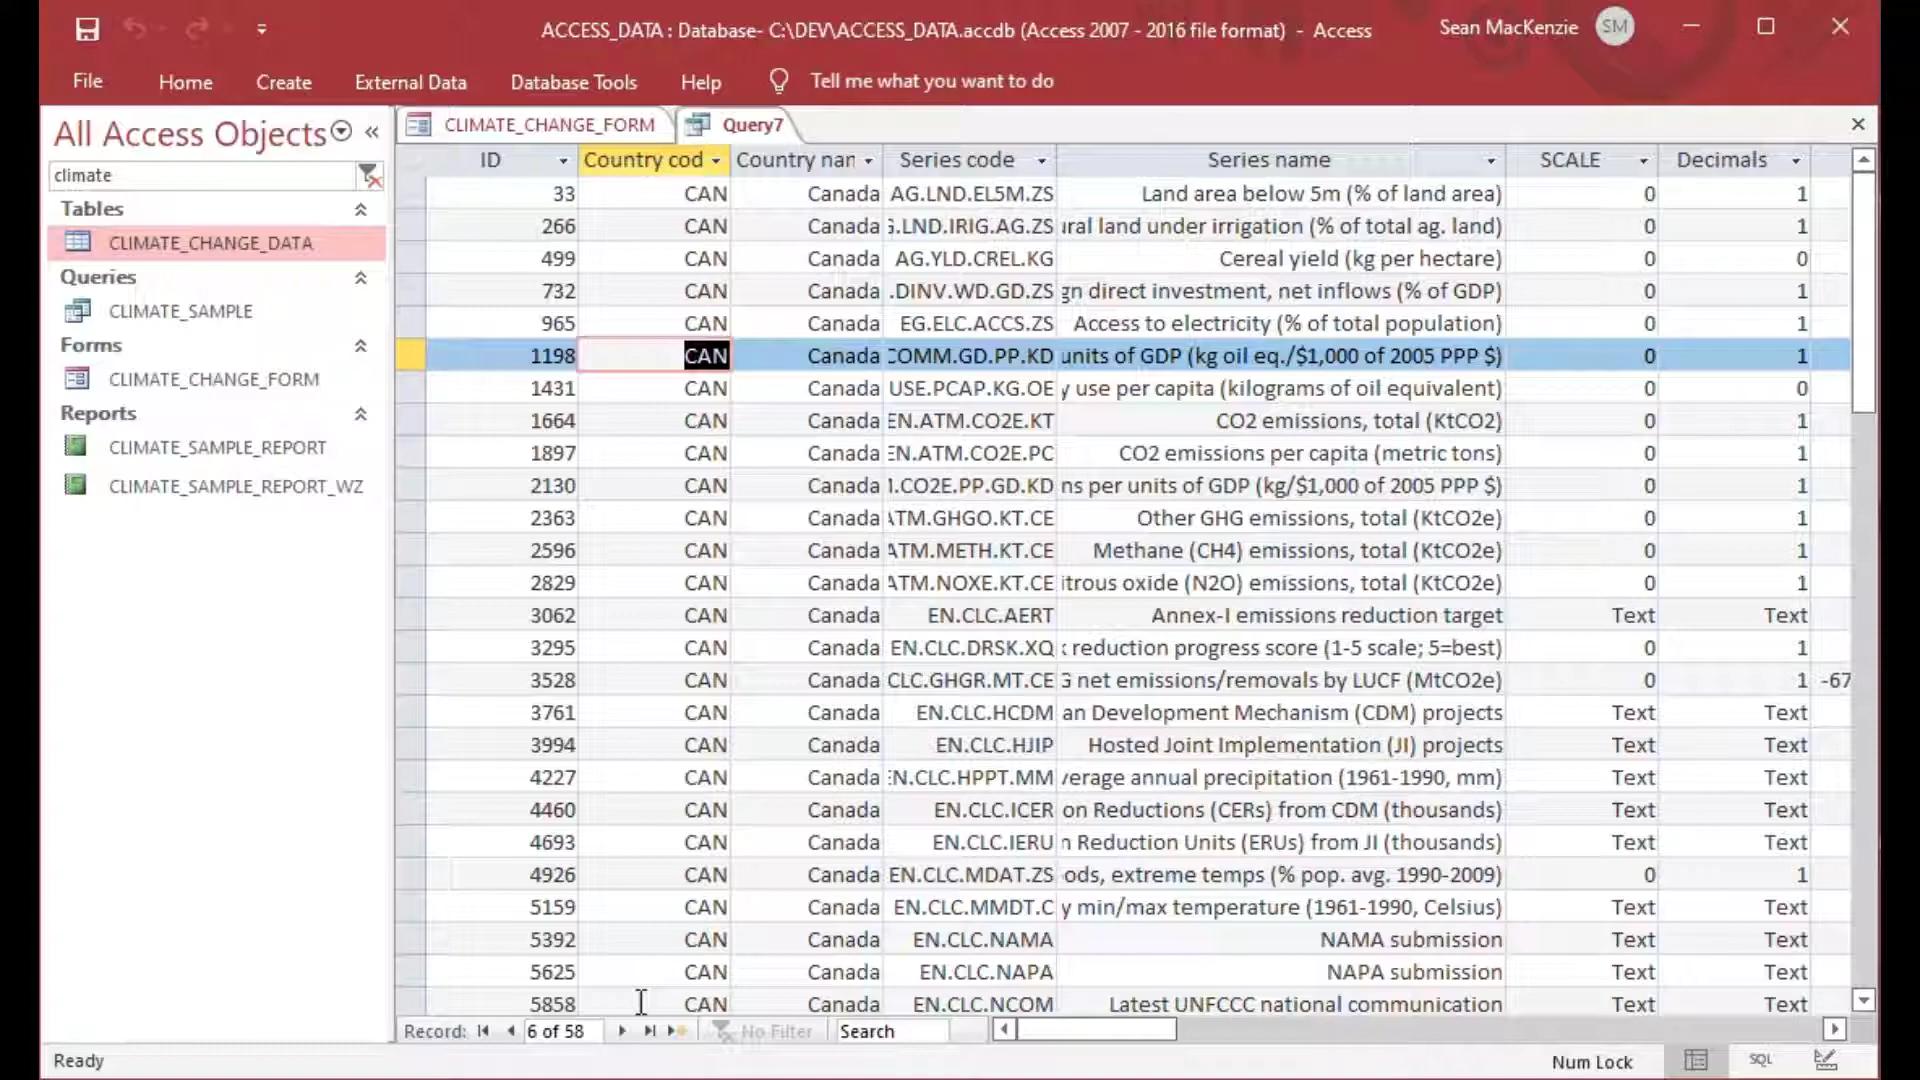 ACCESS_DATA : Database- C:\DEV\ACCESS_DATA.accdb (Access 2007 - 2016 file format) - Access
Sean MacKenzie SM
File Home Create External Data Database Tools Help Tell me what you want to do
All Access Objects
climate
Tables
CLIMATE_CHANGE_DATA
Queries
CLIMATE_SAMPLE
Forms
CLIMATE_CHANGE_FORM
Reports
CLIMATE_SAMPLE_REPORT
CLIMATE_SAMPLE_REPORT_WZ
CLIMATE_CHANGE_FORM Query7
ID Country cod Country nan Series code Series name SCALE Decimals
33 CAN Canada AG.LND.EL5M.ZS Land area below 5m (% of land area) 0 1
266 CAN Canada .LND.IRIG.AG.ZS ural land under irrigation (% of total ag. land) 0 1
499 CAN Canada AG.YLD.CREL.KG Cereal yield (kg per hectare) 0 0
732 CAN Canada .DINV.WD.GD.ZS gn direct investment, net inflows (% of GDP) 0 1
965 CAN Canada EG.ELC.ACCS.ZS Access to electricity (% of total population) 0 1
1198 CAN Canada COMM.GD.PP.KD units of GDP (kg oil eq./$1,000 of 2005 PPP $) 0 1
1431 CAN Canada USE.PCAP.KG.OE y use per capita (kilograms of oil equivalent) 0 0
1664 CAN Canada EN.ATM.CO2E.KT CO2 emissions, total (KtCO2) 0 1
1897 CAN Canada EN.ATM.CO2E.PC CO2 emissions per capita (metric tons) 0 1
2130 CAN Canada .CO2E.PP.GD.KD ns per units of GDP (kg/$1,000 of 2005 PPP $) 0 1
2363 CAN Canada ATM.GHGO.KT.CE Other GHG emissions, total (KtCO2e) 0 1
2596 CAN Canada ATM.METH.KT.CE Methane (CH4) emissions, total (KtCO2e) 0 1
2829 CAN Canada ATM.NOXE.KT.CE itrous oxide (N2O) emissions, total (KtCO2e) 0 1
3062 CAN Canada EN.CLC.AERT Annex-I emissions reduction target Text Text
3295 CAN Canada EN.CLC.DRSK.XQ k reduction progress score (1-5 scale; 5=best) 0 1
3528 CAN Canada CLC.GHGR.MT.CE G net emissions/removals by LUCF (MtCO2e) 0 1 -67
3761 CAN Canada EN.CLC.HCDM an Development Mechanism (CDM) projects Text Text
3994 CAN Canada EN.CLC.HJIP Hosted Joint Implementation (JI) projects Text Text
4227 CAN Canada EN.CLC.HPPT.MM verage annual precipitation (1961-1990, mm) Text Text
4460 CAN Canada EN.CLC.ICER on Reductions (CERs) from CDM (thousands) Text Text
4693 CAN Canada EN.CLC.IERU n Reduction Units (ERUs) from JI (thousands) Text Text
4926 CAN Canada EN.CLC.MDAT.ZS ods, extreme temps (% pop. avg. 1990-2009) 0 1
5159 CAN Canada EN.CLC.MMDT.C y min/max temperature (1961-1990, Celsius) Text Text
5392 CAN Canada EN.CLC.NAMA NAMA submission Text Text
5625 CAN Canada EN.CLC.NAPA NAPA submission Text Text
5858 CAN Canada EN.CLC.NCOM Latest UNFCCC national communication Text Text
Record: 6 of 58 No Filter Search
Ready Num Lock SQL